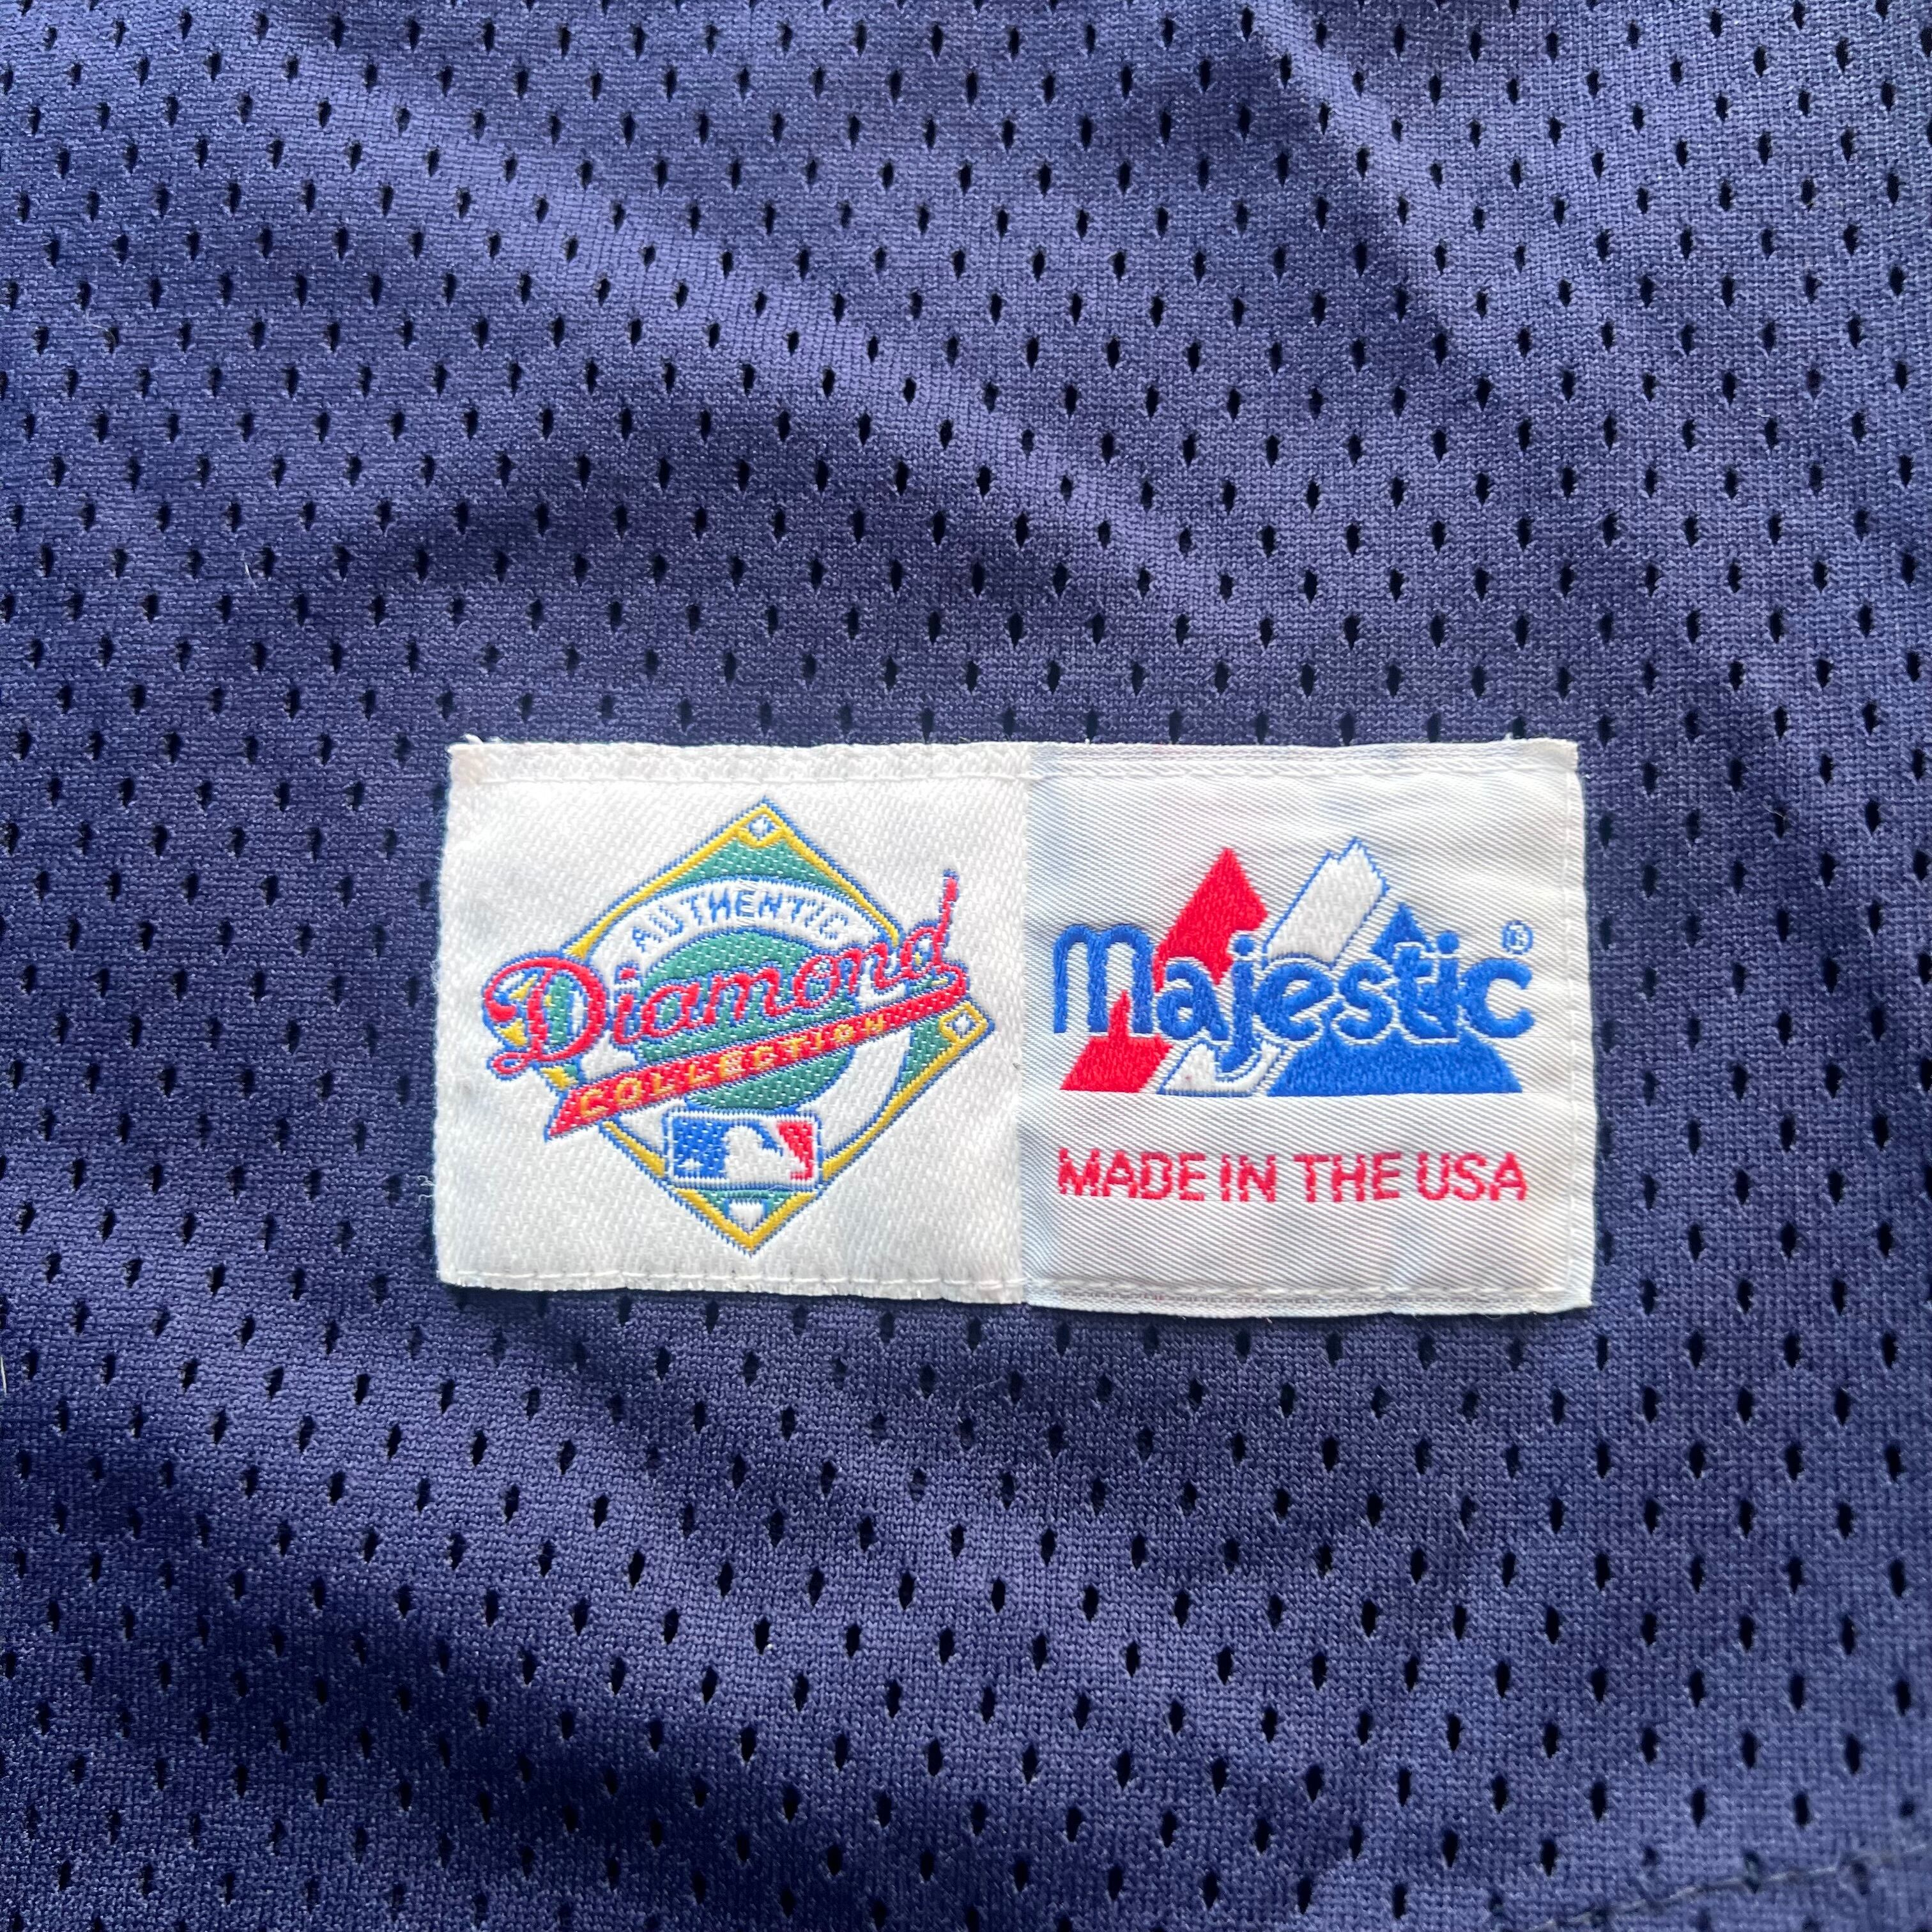 AUTHENTIC
Diamond
COLLECTION
Majestic®
MADE IN THE USA